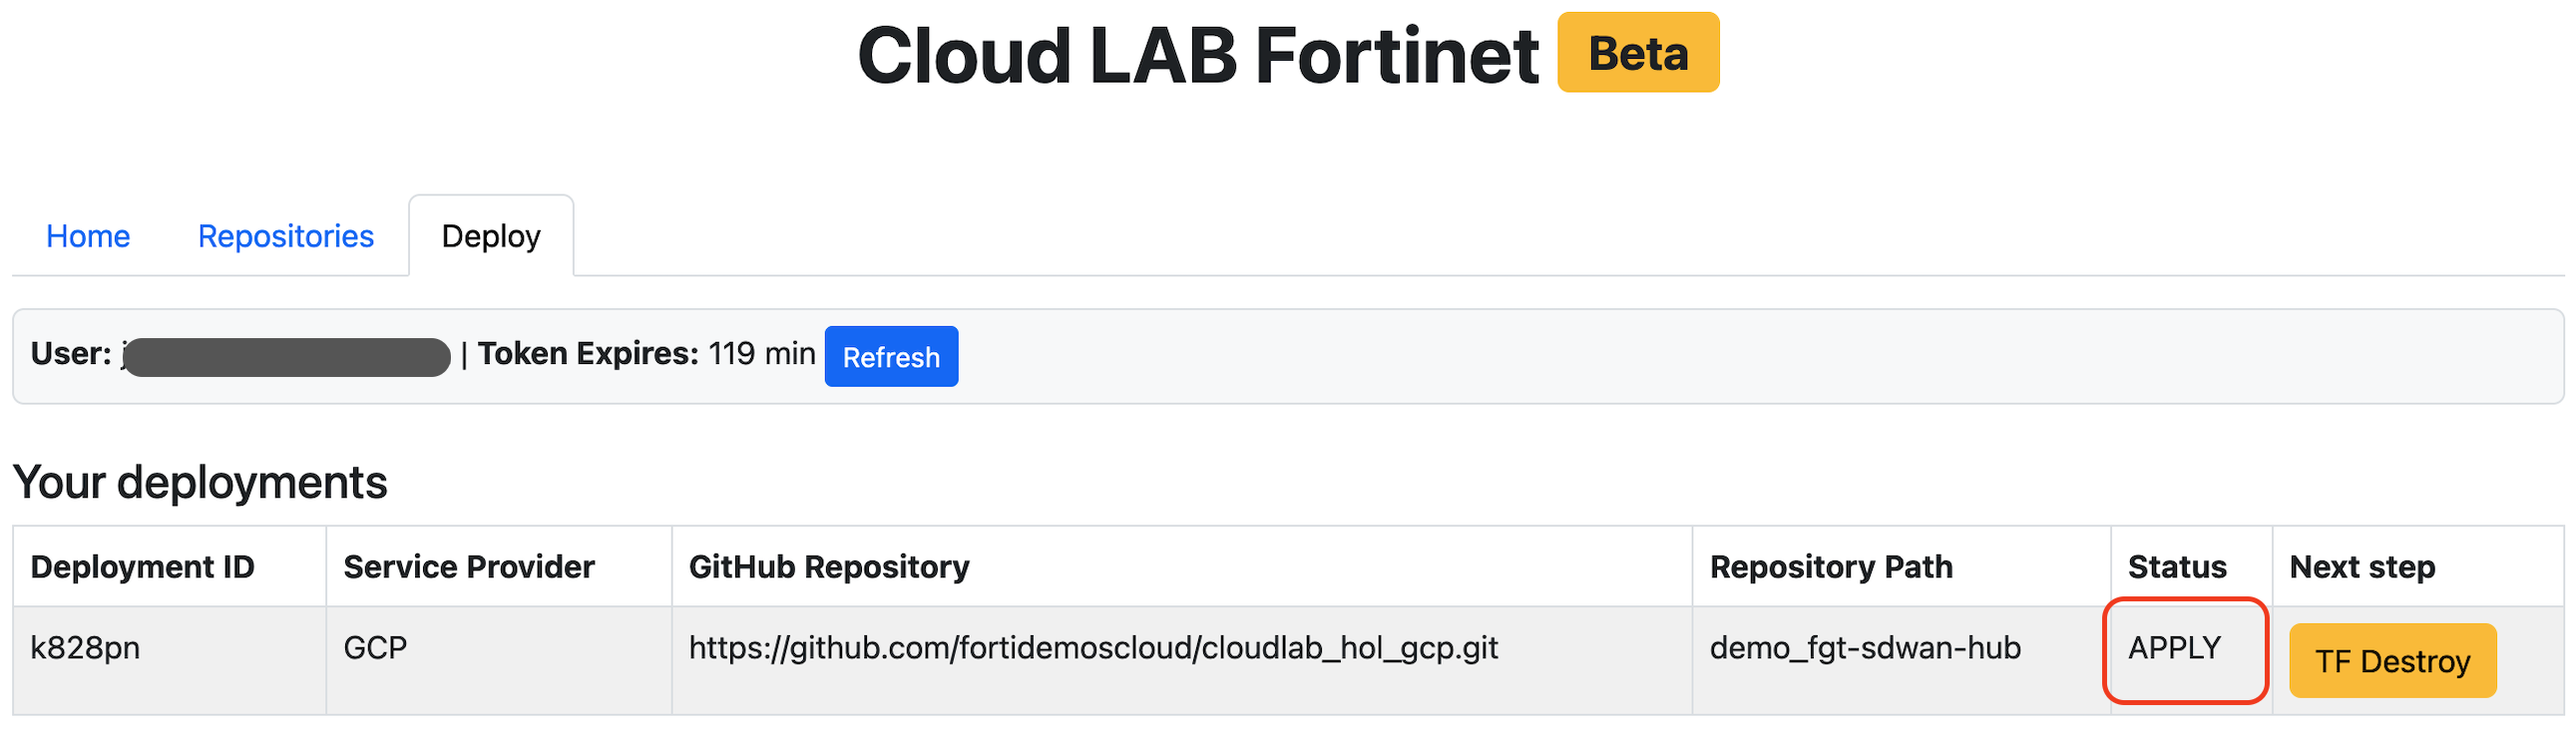 Cloud LAB Fortinet Beta
Home Repositories Deploy
User: | Token Expires: 119 min Refresh
Your deployments
Deployment ID Service Provider GitHub Repository Repository Path Status Next step
k828pn GCP https://github.com/fortidemoscloud/cloudlab_hol_gcp.git demo_fgt-sdwan-hub APPLY TF Destroy